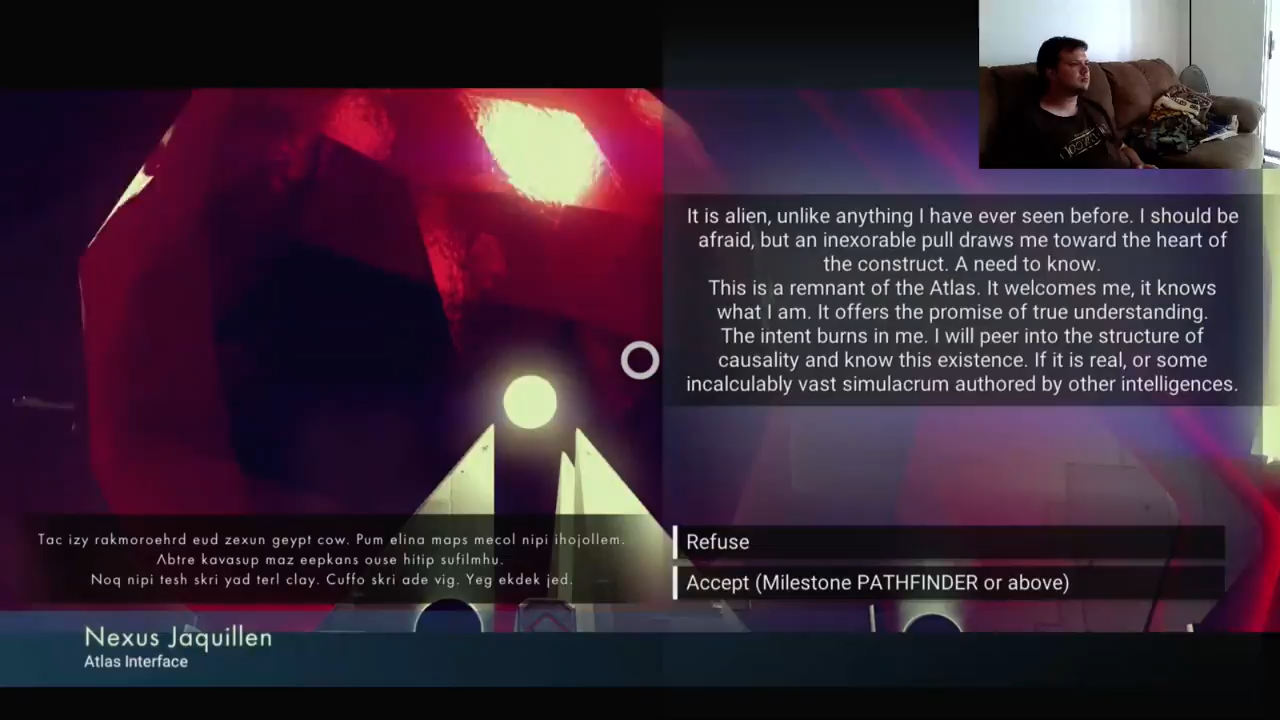 It is alien, unlike anything I have ever seen before. I should be
afraid, but an inexorable pull draws me toward the heart of
the construct. A need to know.
This is a remnant of the Atlas. It welcomes me, it knows
what I am. It offers the promise of true understanding.
The intent burns in me. I will peer into the structure of
causality and know this existence. If it is real, or some
incalculably vast simulacrum authored by other intelligences.
Tac izy rakmoroehrd eud zexun geypt cow. Pum elina maps mecol nipi ihojollem.
Λbtre kavasup maz eepkans ouse hitip sufilmhu.
Noq nipi tesh skri yad terl clay. Cuffo skri ade vig. Yeg ekdek jed.
Refuse
Accept (Milestone PATHFINDER or above)
Nexus Jaquillen
Atlas Interface